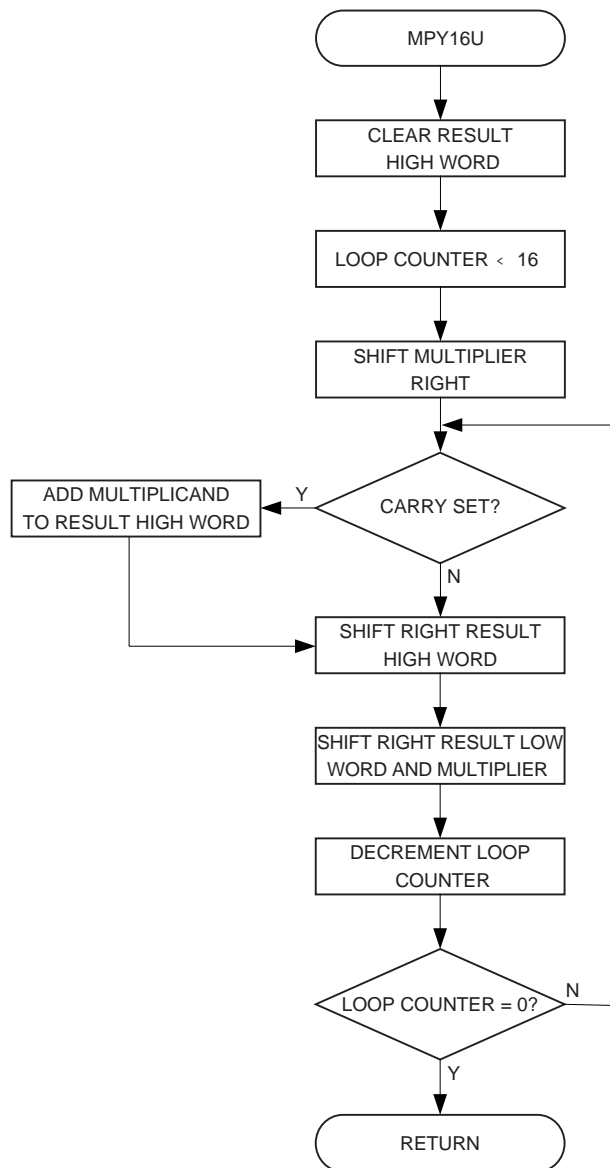 MPY16U
CLEAR RESULT
HIGH WORD
LOOP COUNTER < 16
SHIFT MULTIPLIER
RIGHT
CARRY SET?
Y
N
ADD MULTIPLICAND
TO RESULT HIGH WORD
SHIFT RIGHT RESULT
HIGH WORD
SHIFT RIGHT RESULT LOW
WORD AND MULTIPLIER
DECREMENT LOOP
COUNTER
LOOP COUNTER = 0?
N
Y
RETURN